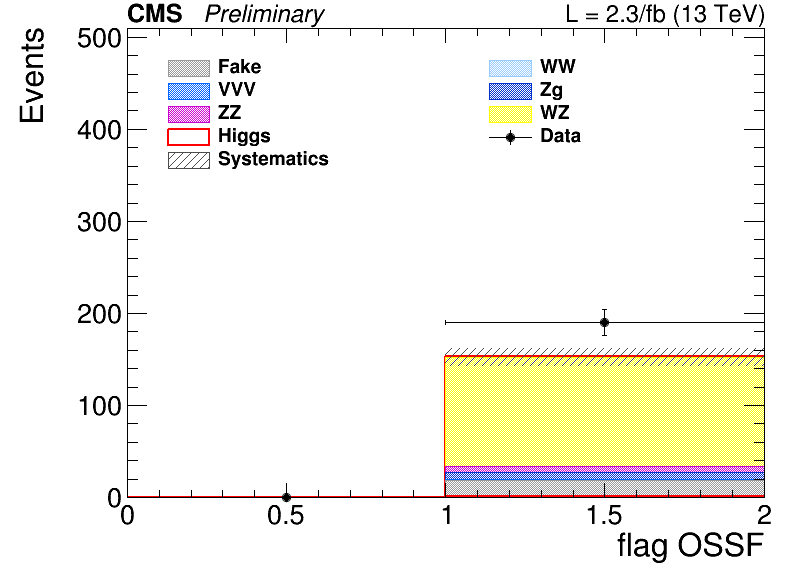 CMS Preliminary L = 2.3/fb (13 TeV)
Events
500
400
300
200
100
0
Fake WW
VVV Zg
ZZ WZ
Higgs Data
Systematics
0 0.5 1 1.5 2
flag OSSF